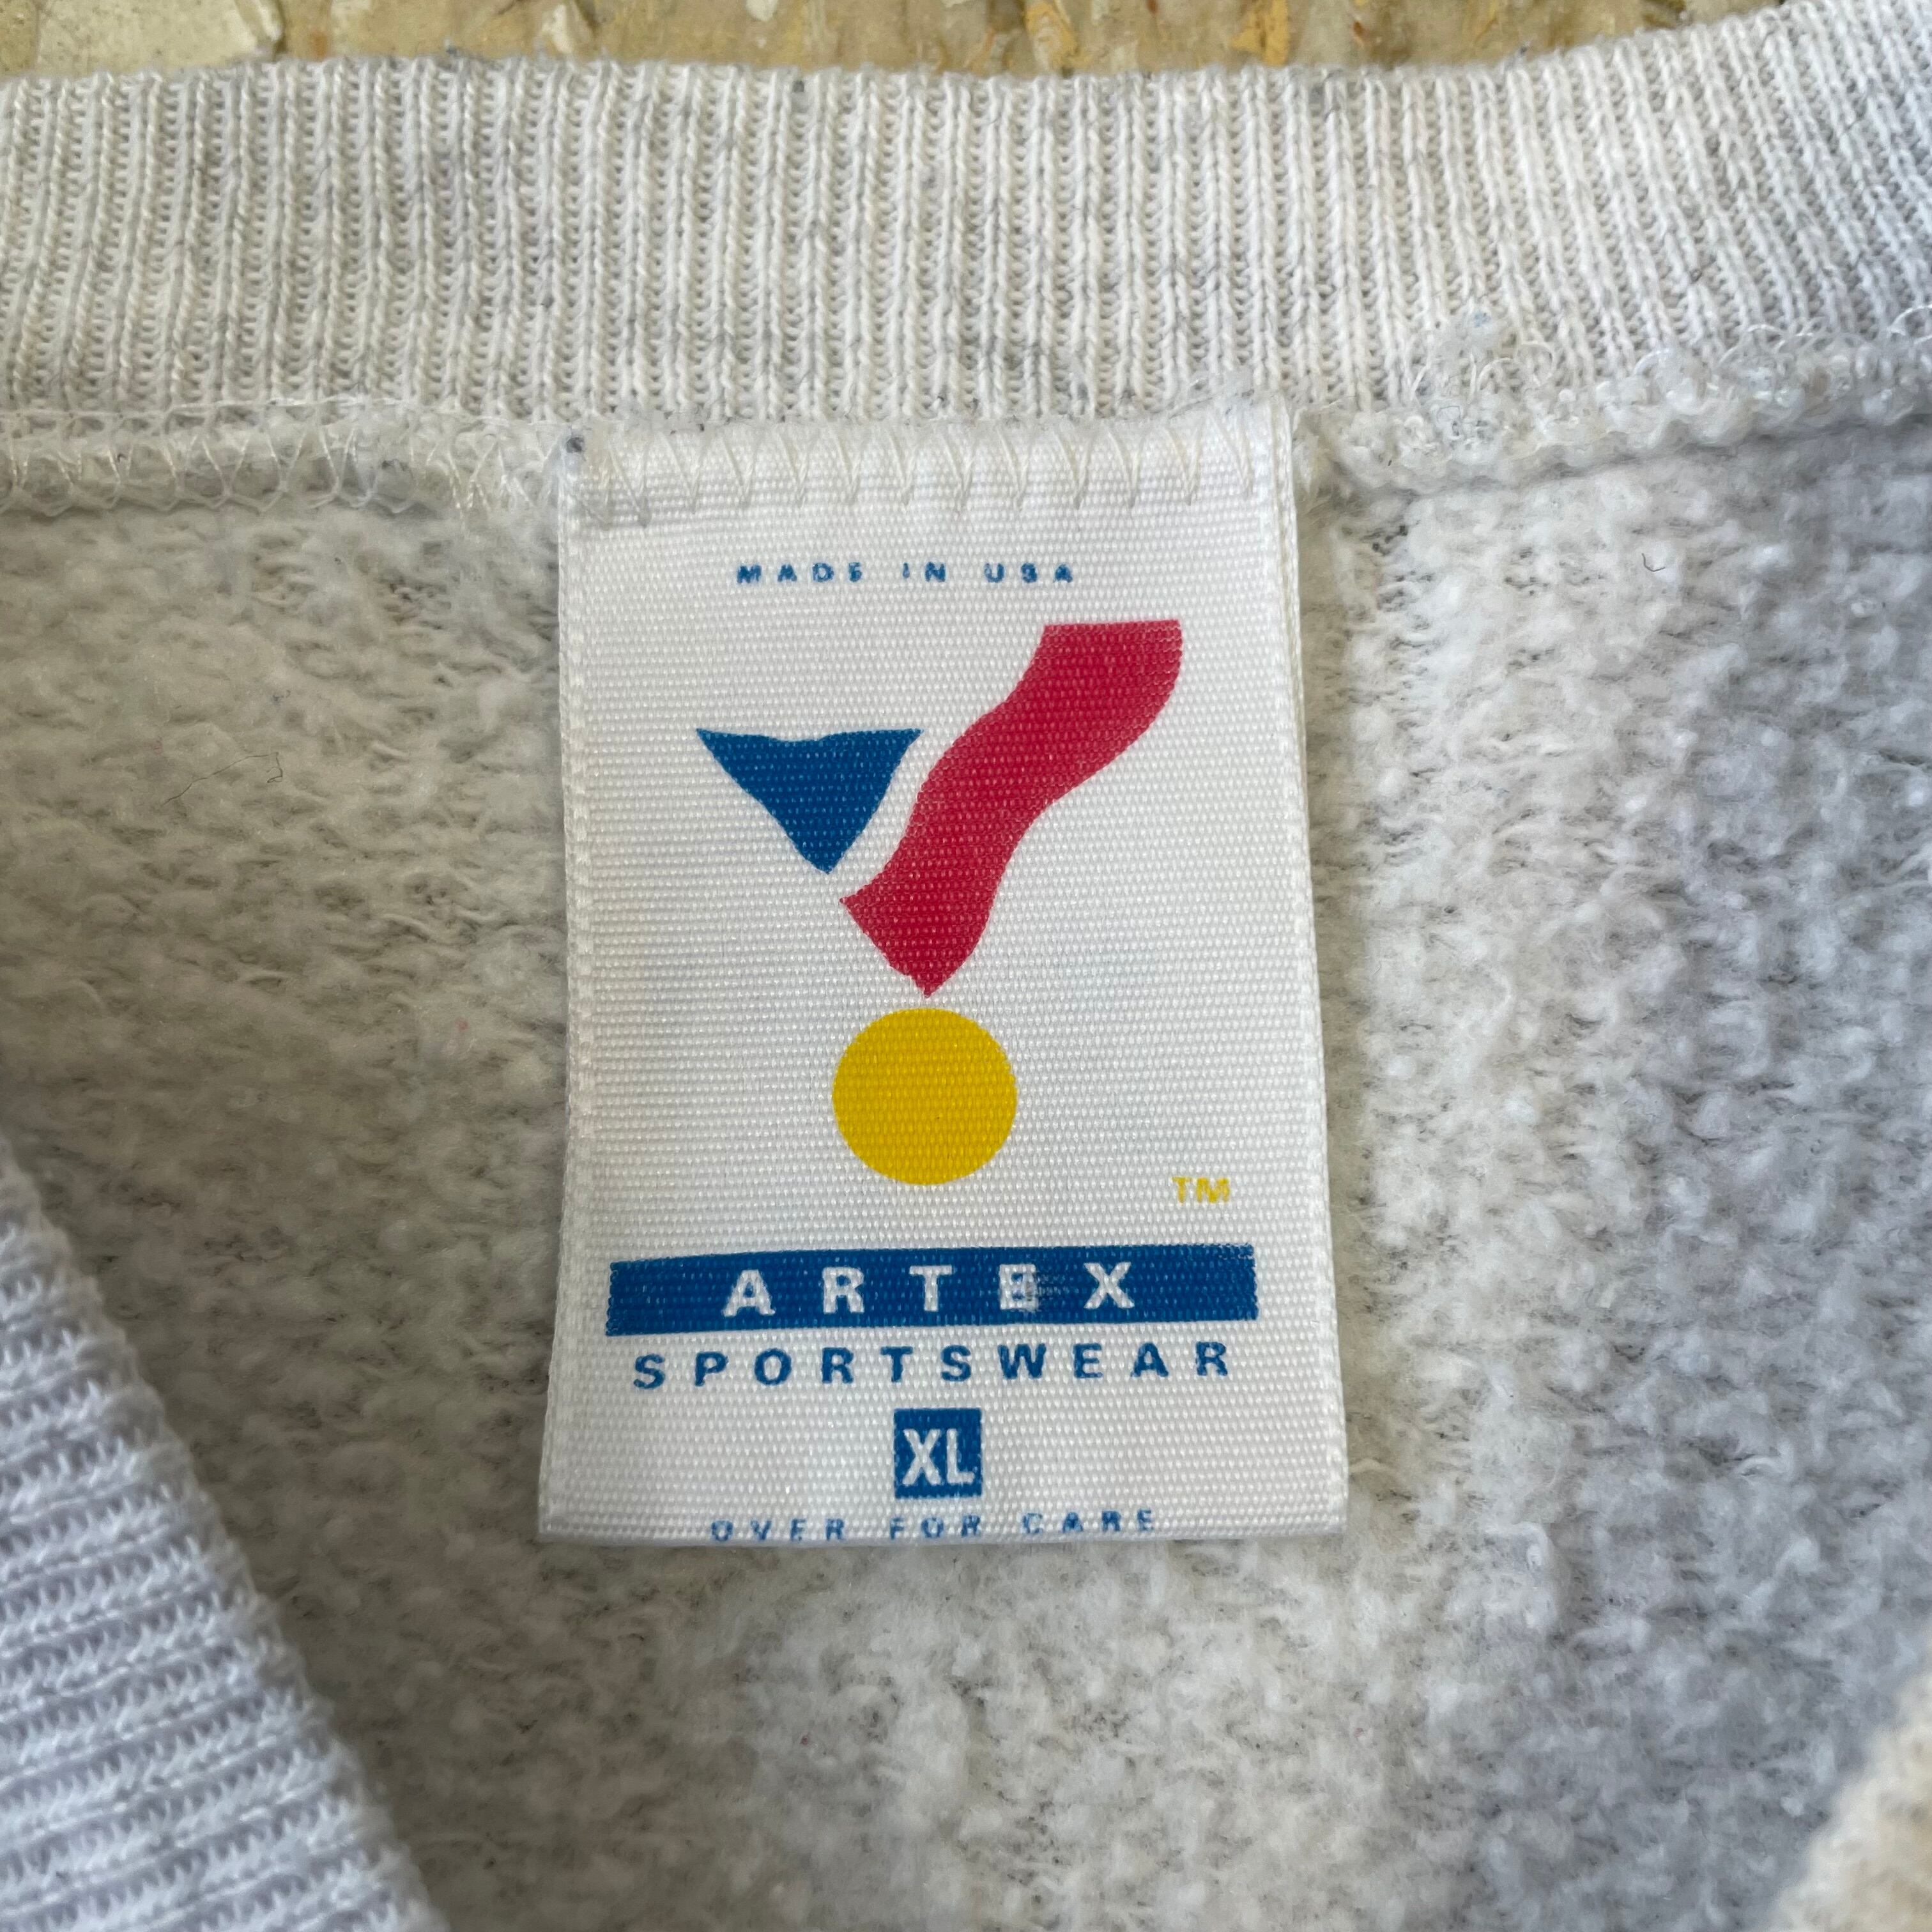 MADE IN USA
TM
ARTEX
SPORTSWEAR
XL
OVER FOR CARE